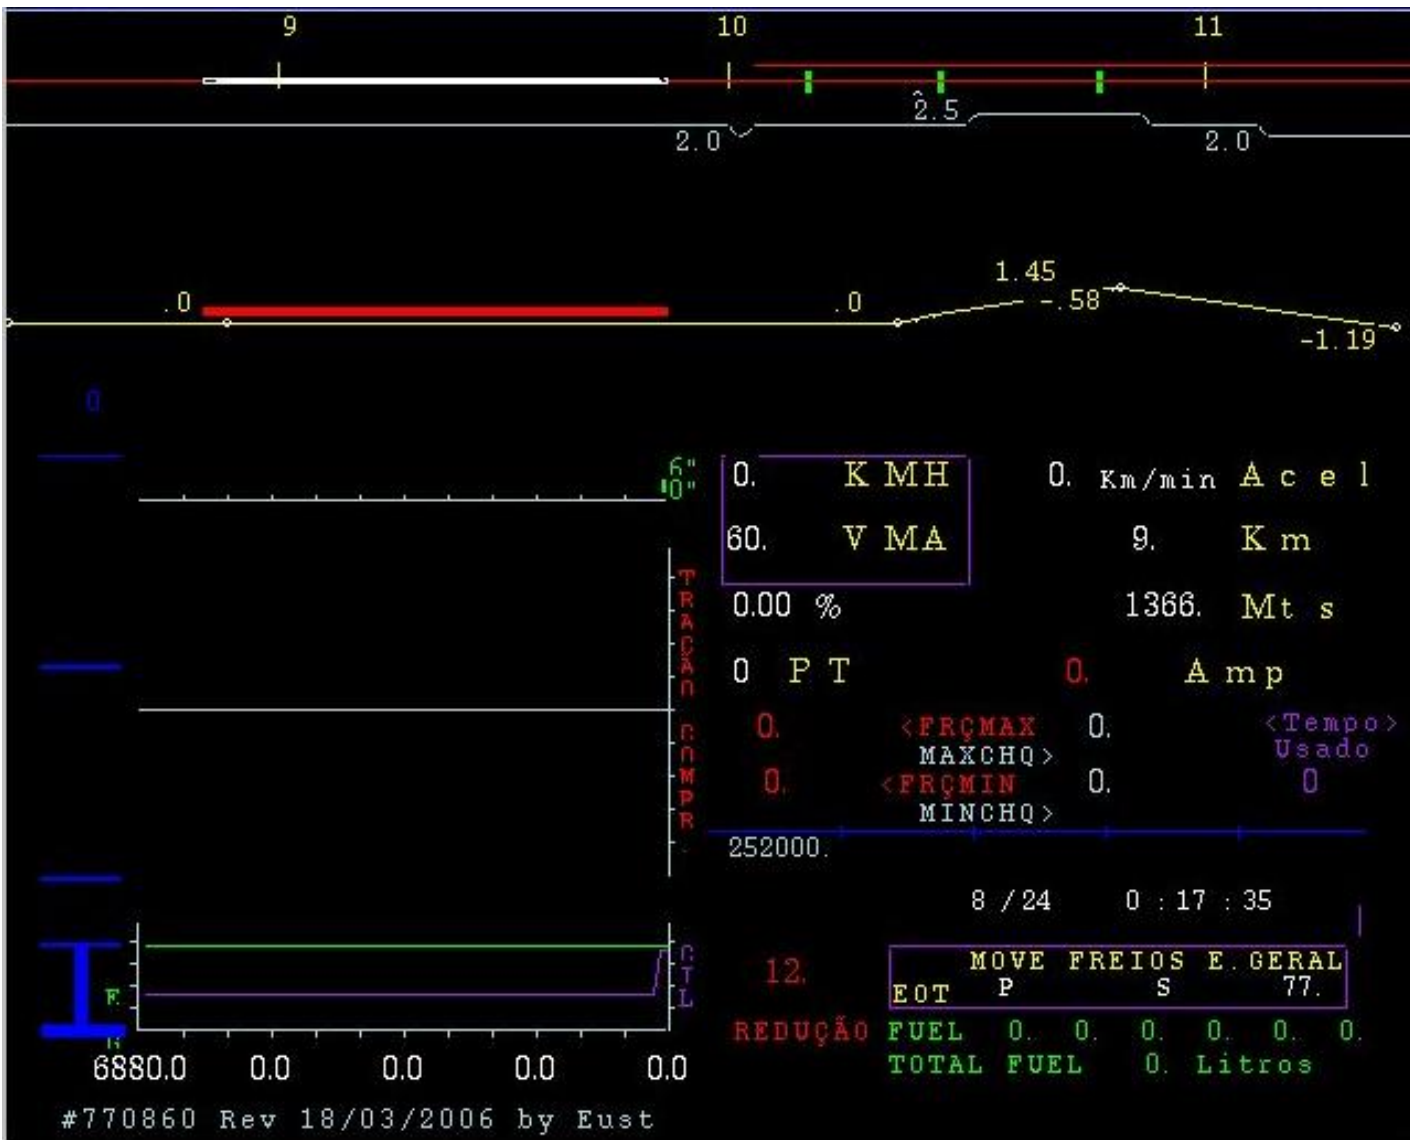 9 10 11
2.5
2.0 2.0
1.45
.0 .0 -.58
-1.19
0
6"
0"
0. KMH 0. Km/min Acel
60. VMA 9. Km
0.00 % 1366. Mts
0 PT 0. Amp
TRAÇÃO COMPR.
0. <FRÇMAX 0. <Tempo>
MAXCHQ> Usado
0. <FRÇMIN 0. 0
MINCHQ>
252000.
8 /24 0 : 17 : 35
MOVE FREIOS E.GERAL
12. EOT P S 77.
CTL
REDUÇÃO FUEL 0. 0. 0. 0. 0. 0.
TOTAL FUEL 0. Litros
6880.0 0.0 0.0 0.0 0.0
#770860 Rev 18/03/2006 by Eust